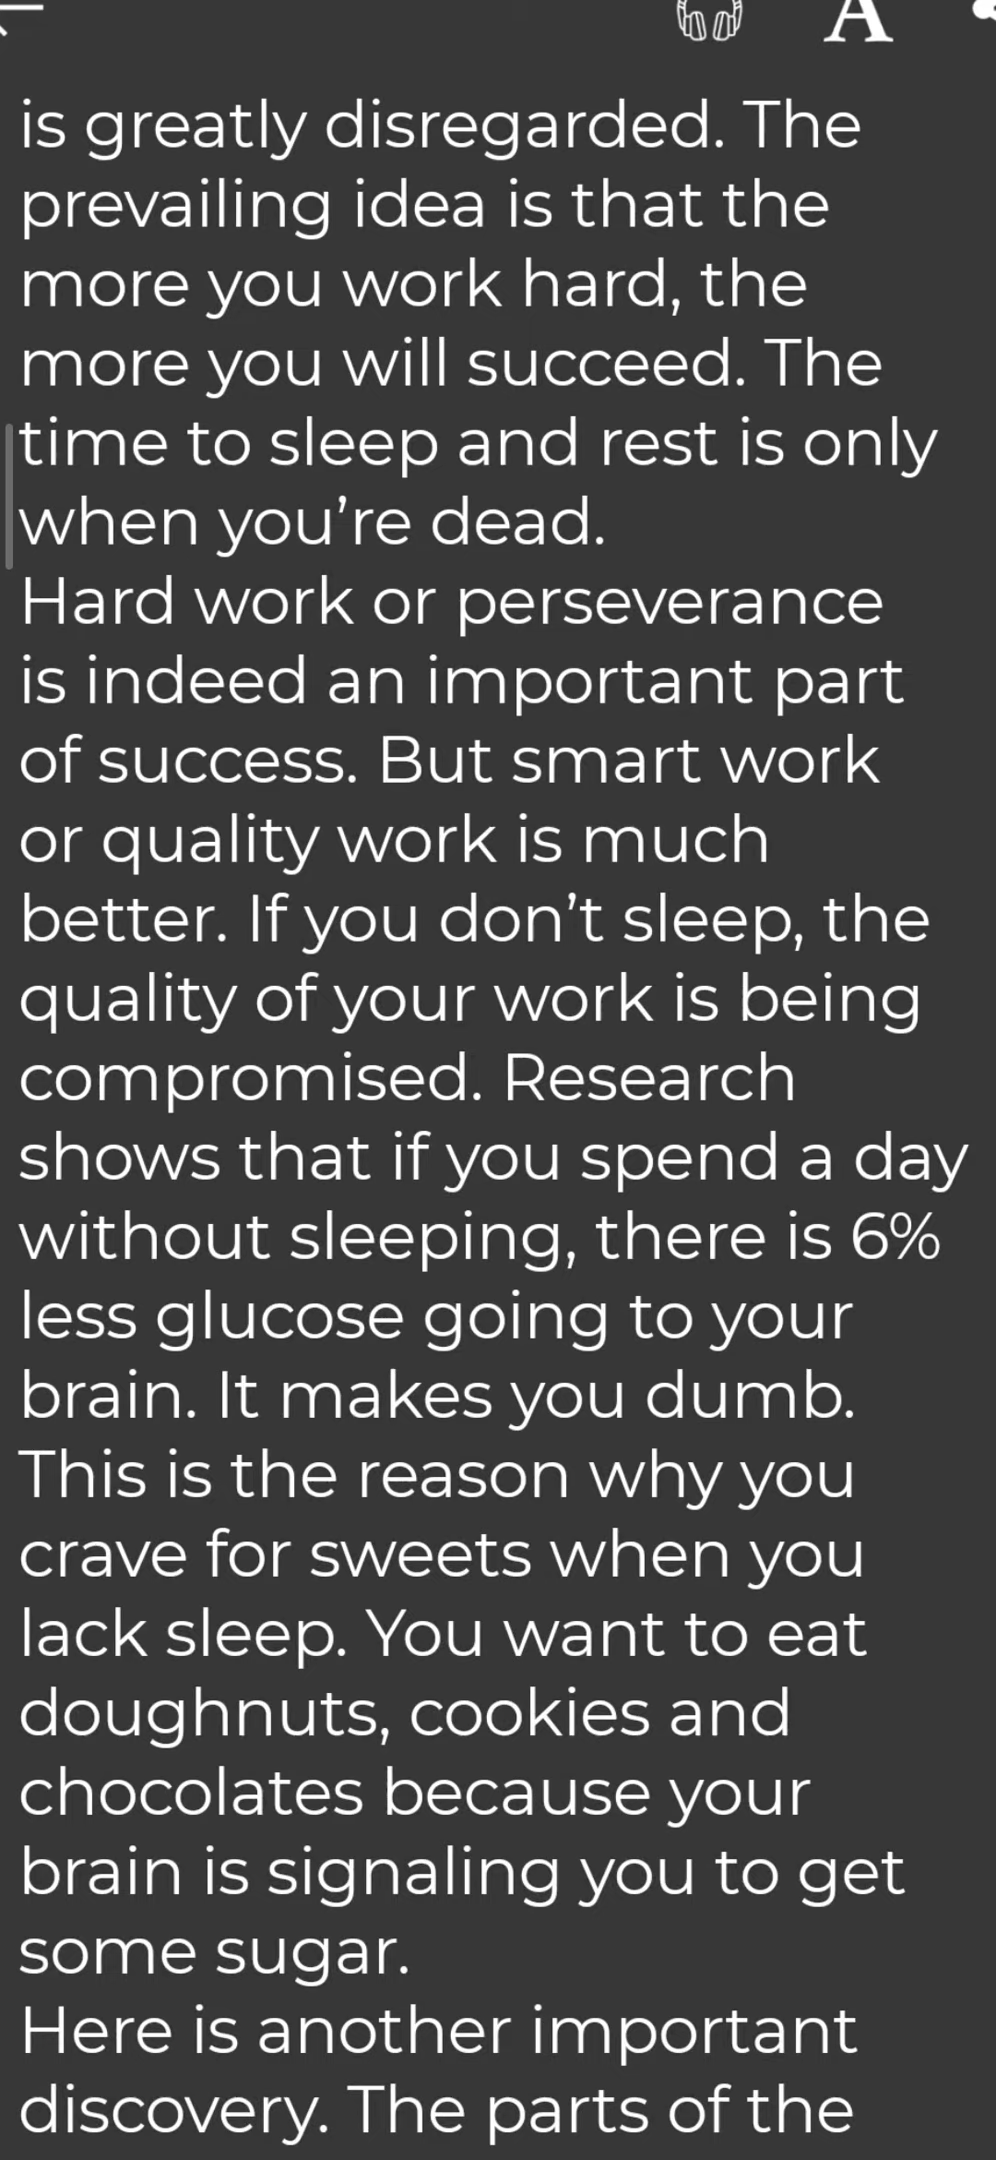 A
is greatly disregarded. The
prevailing idea is that the
more you work hard, the
more you will succeed. The
time to sleep and rest is only
when you’re dead.
Hard work or perseverance
is indeed an important part
of success. But smart work
or quality work is much
better. If you don’t sleep, the
quality of your work is being
compromised. Research
shows that if you spend a day
without sleeping, there is 6%
less glucose going to your
brain. It makes you dumb.
This is the reason why you
crave for sweets when you
lack sleep. You want to eat
doughnuts, cookies and
chocolates because your
brain is signaling you to get
some sugar.
Here is another important
discovery. The parts of the